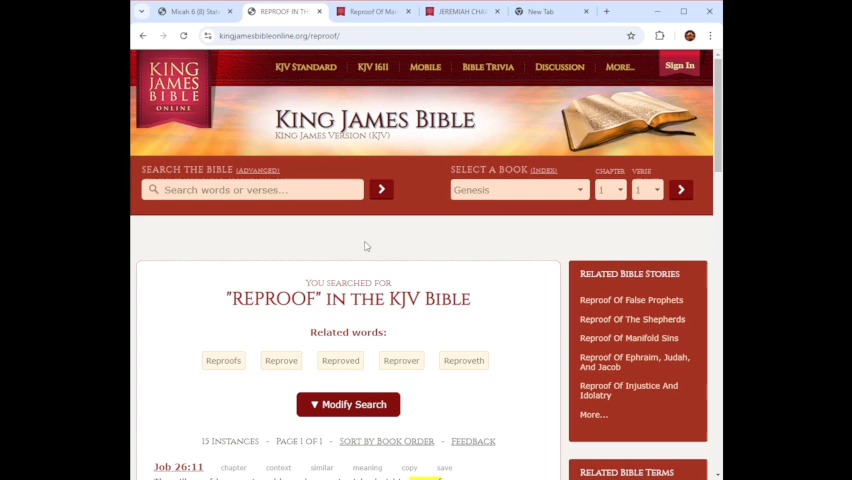 Micah 6 (8) Stat
REPROOF IN TH
Reproof Of Man
JEREMIAH CHAP
New Tab
kingjamesbibleonline.org/reproof/
KING
JAMES
BIBLE
ONLINE
KJV STANDARD
KJV 1611
MOBILE
BIBLE TRIVIA
DISCUSSION
MORE...
Sign In
KING JAMES BIBLE
KING JAMES VERSION (KJV)
SEARCH THE BIBLE (ADVANCED)
SELECT A BOOK (INDEX)
CHAPTER
VERSE
Search words or verses...
Genesis
1
1
YOU SEARCHED FOR
"REPROOF" IN THE KJV BIBLE
Related words:
Reproofs
Reprove
Reproved
Reprover
Reproveth
▼ Modify Search
15 INSTANCES - PAGE 1 OF 1 - SORT BY BOOK ORDER - FEEDBACK
Job 26:11
chapter
context
similar
meaning
copy
save
RELATED BIBLE STORIES
Reproof Of False Prophets
Reproof Of The Shepherds
Reproof Of Manifold Sins
Reproof Of Ephraim, Judah,
And Jacob
Reproof Of Injustice And
Idolatry
More...
RELATED BIBLE TERMS